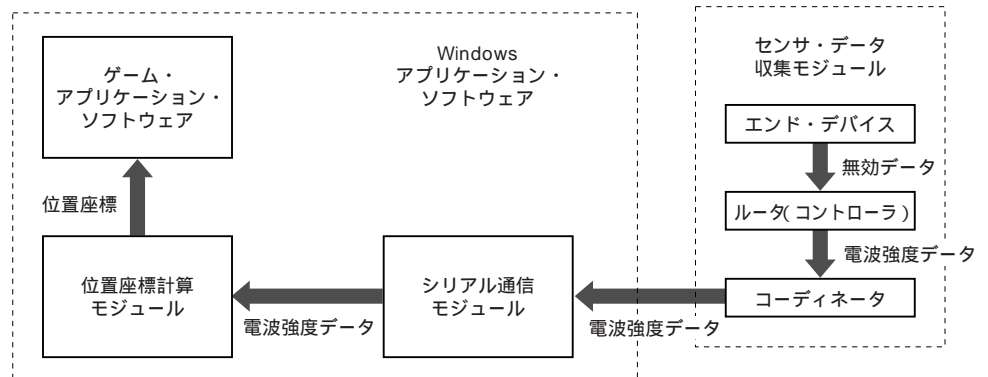 ゲーム・
アプリケーション・
ソフトウェア
Windows
アプリケーション・
ソフトウェア
位置座標
位置座標計算
モジュール
電波強度データ
シリアル通信
モジュール
電波強度データ
センサ・データ
収集モジュール
エンド・デバイス
無効データ
ルータ(コントローラ)
電波強度データ
コーディネータ